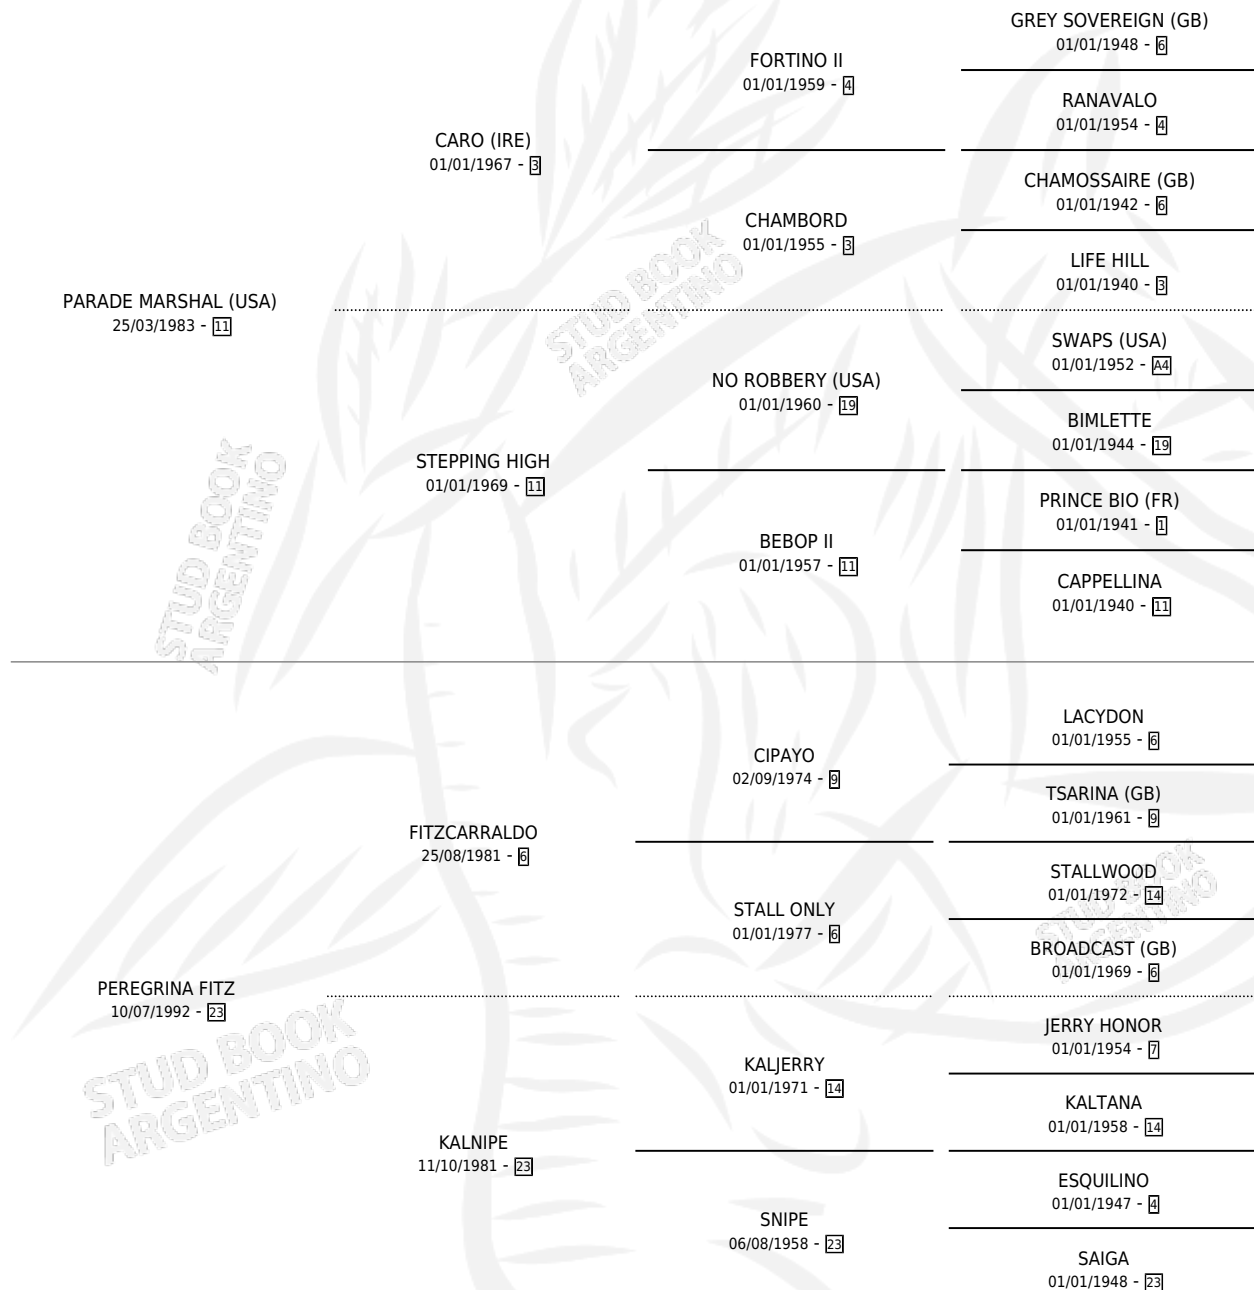 GREY SOVEREIGN (GB)
01/01/1948 - 6
FORTINO II
01/01/1959 - 4
RANAVALO
01/01/1954 - 4
CARO (IRE)
01/01/1967 - 3
CHAMOSSAIRE (GB)
01/01/1942 - 6
CHAMBORD
01/01/1955 - 3
LIFE HILL
01/01/1940 - 3
PARADE MARSHAL (USA)
25/03/1983 - 11
SWAPS (USA)
01/01/1952 - A4
NO ROBBERY (USA)
01/01/1960 - 19
BIMLETTE
01/01/1944 - 19
STEPPING HIGH
01/01/1969 - 11
PRINCE BIO (FR)
01/01/1941 - 1
BEBOP II
01/01/1957 - 11
CAPPELLINA
01/01/1940 - 11
LACYDON
01/01/1955 - 6
CIPAYO
02/09/1974 - 9
TSARINA (GB)
01/01/1961 - 9
FITZCARRALDO
25/08/1981 - 6
STALLWOOD
01/01/1972 - 14
STALL ONLY
01/01/1977 - 6
BROADCAST (GB)
01/01/1969 - 6
PEREGRINA FITZ
10/07/1992 - 23
JERRY HONOR
01/01/1954 - 7
KALJERRY
01/01/1971 - 14
KALTANA
01/01/1958 - 14
KALNIPE
11/10/1981 - 23
ESQUILINO
01/01/1947 - 4
SNIPE
06/08/1958 - 23
SAIGA
01/01/1948 - 23
STUD BOOK
ARGENTINO
STUD BOOK
ARGENTINO
STUD BOOK
ARGENTINO
STUD BOOK
ARGENTINO